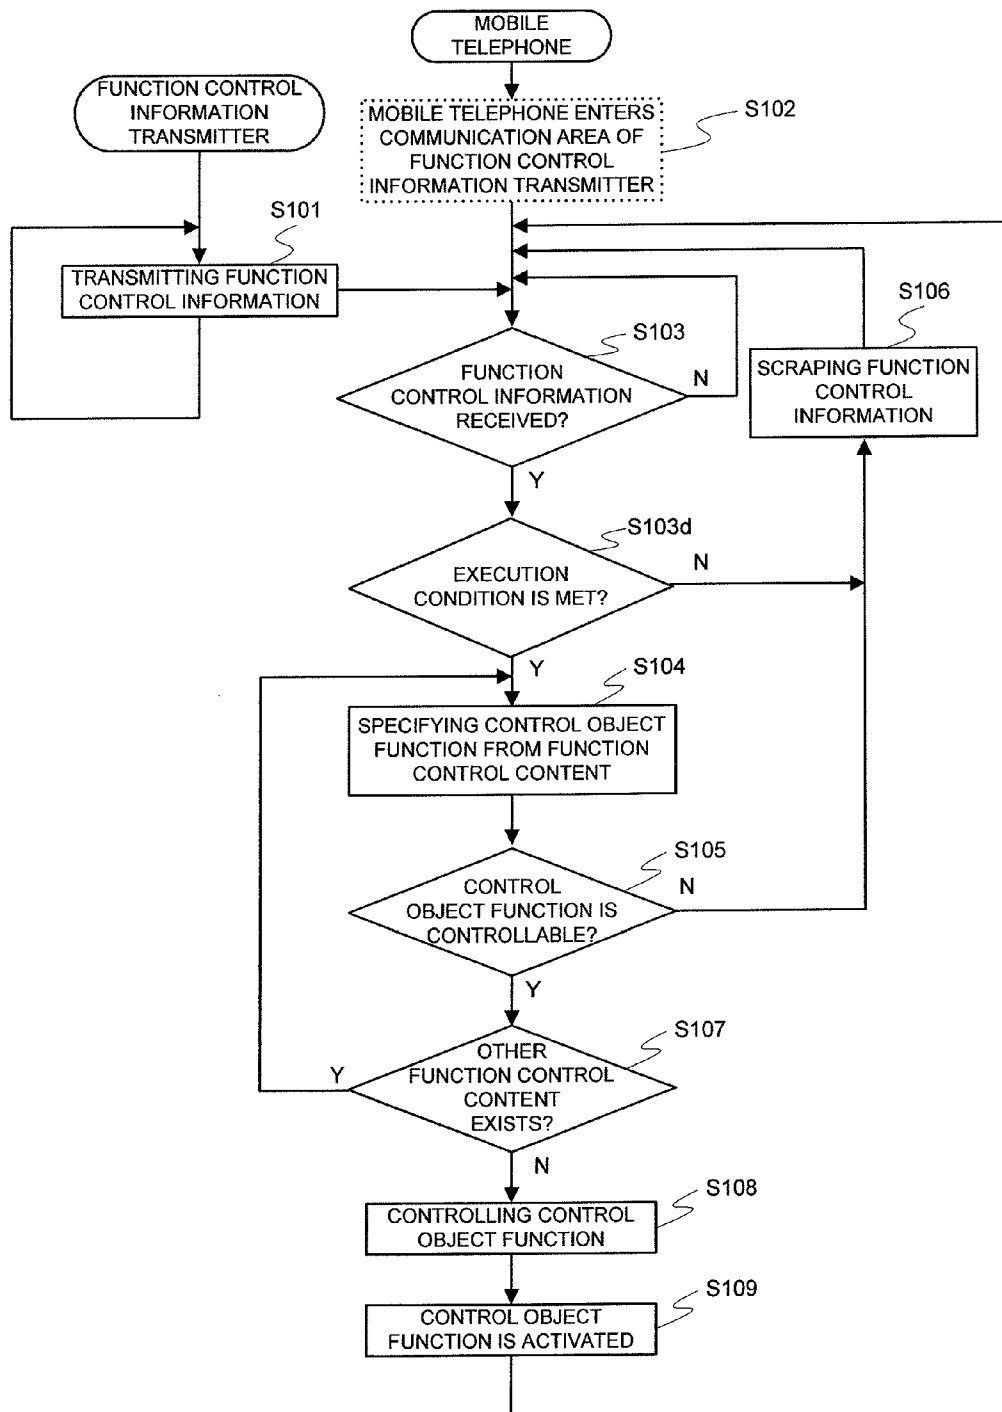 MOBILE
TELEPHONE
FUNCTION CONTROL
INFORMATION
TRANSMITTER
MOBILE TELEPHONE ENTERS
COMMUNICATION AREA OF
FUNCTION CONTROL
INFORMATION TRANSMITTER
S102
S101
TRANSMITTING FUNCTION
CONTROL INFORMATION
S103
FUNCTION
CONTROL INFORMATION
RECEIVED?
N
Y
S106
SCRAPING FUNCTION
CONTROL
INFORMATION
S103d
EXECUTION
CONDITION IS MET?
N
Y
S104
SPECIFYING CONTROL OBJECT
FUNCTION FROM FUNCTION
CONTROL CONTENT
S105
CONTROL
OBJECT FUNCTION IS
CONTROLLABLE?
N
Y
S107
OTHER
FUNCTION CONTROL
CONTENT
EXISTS?
Y
N
S108
CONTROLLING CONTROL
OBJECT FUNCTION
S109
CONTROL OBJECT
FUNCTION IS ACTIVATED